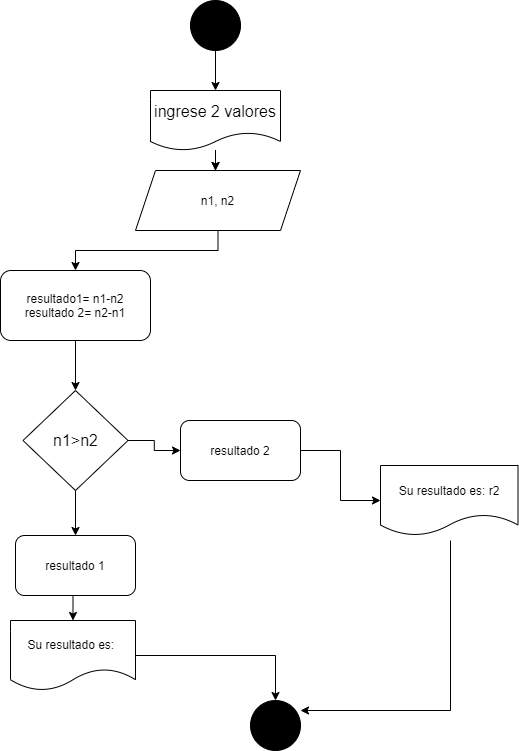 ingrese 2 valores
n1, n2
resultado1= n1-n2
resultado 2= n2-n1
n1>n2
resultado 2
Su resultado es: r2
resultado 1
Su resultado es: